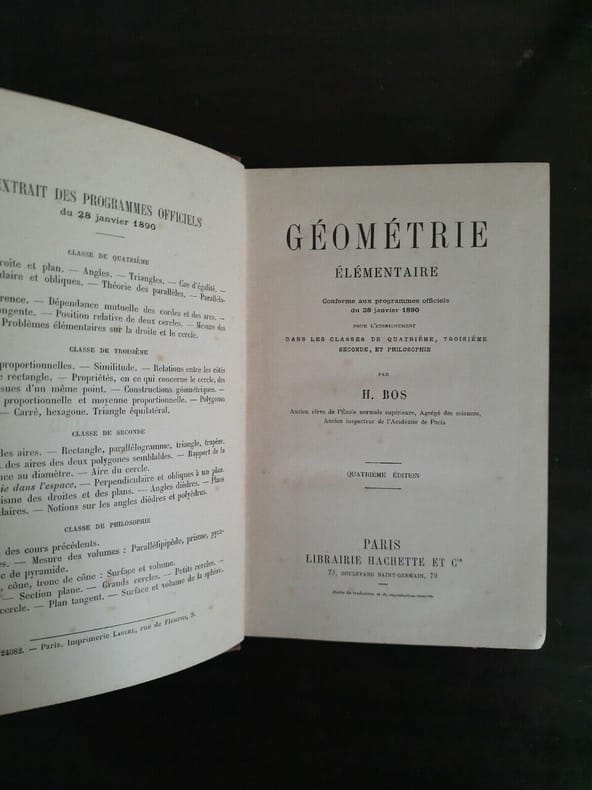 EXTRAIT DES PROGRAMMES OFFICIELS
du 28 janvier 1890
CLASSE DE QUATRIÈME
roite et plan. — Angles. — Triangles. — Cas d'égalité. —
ulaire et obliques. — Théorie des parallèles. — Parallélo-
rence. — Dépendance mutuelle des cordes et des arcs. —
ngente. — Position relative de deux cercles. — Mesure des
Problèmes élémentaires sur la droite et le cercle.
CLASSE DE TROISIÈME
proportionnelles. — Similitude. — Relations entre les côtés
e rectangle. — Propriétés, en ce qui concerne le cercle, des
ssues d'un même point. — Constructions géométriques. —
proportionnelle et moyenne proportionnelle. — Polygones
— Carré, hexagone. Triangle équilatéral.
CLASSE DE SECONDE
des aires. — Rectangle, parallélogramme, triangle, trapèze.
des aires des deux polygones semblables. — Rapport de la
nce au diamètre. — Aire du cercle.
ie dans l'espace. — Perpendiculaire et obliques à un plan.
isme des droites et des plans. — Angles dièdres. — Plans
laires. — Notions sur les angles dièdres et polyèdres.
CLASSE DE PHILOSOPHIE
des cours précédents.
es. — Mesure des volumes : Parallélipipède, prisme, pyra-
c de pyramide.
, cône, tronc de cône : Surface et volume.
— Section plane. — Grands cercles. — Petits cercles. —
cercle. — Plan tangent. — Surface et volume de la sphère.
24082. — Paris, Imprimerie Lahure, rue de Fleurus, 9.
GÉOMÉTRIE
ÉLÉMENTAIRE
Conforme aux programmes officiels
du 28 janvier 1890
POUR L'ENSEIGNEMENT
DANS LES CLASSES DE QUATRIÈME, TROISIÈME
SECONDE, ET PHILOSOPHIE
PAR
H. BOS
Ancien élève de l'École normale supérieure, Agrégé des sciences,
Ancien inspecteur de l'Académie de Paris
QUATRIÈME ÉDITION
PARIS
LIBRAIRIE HACHETTE ET Cie
79, BOULEVARD SAINT-GERMAIN, 79
Droits de traduction et de reproduction réservés.